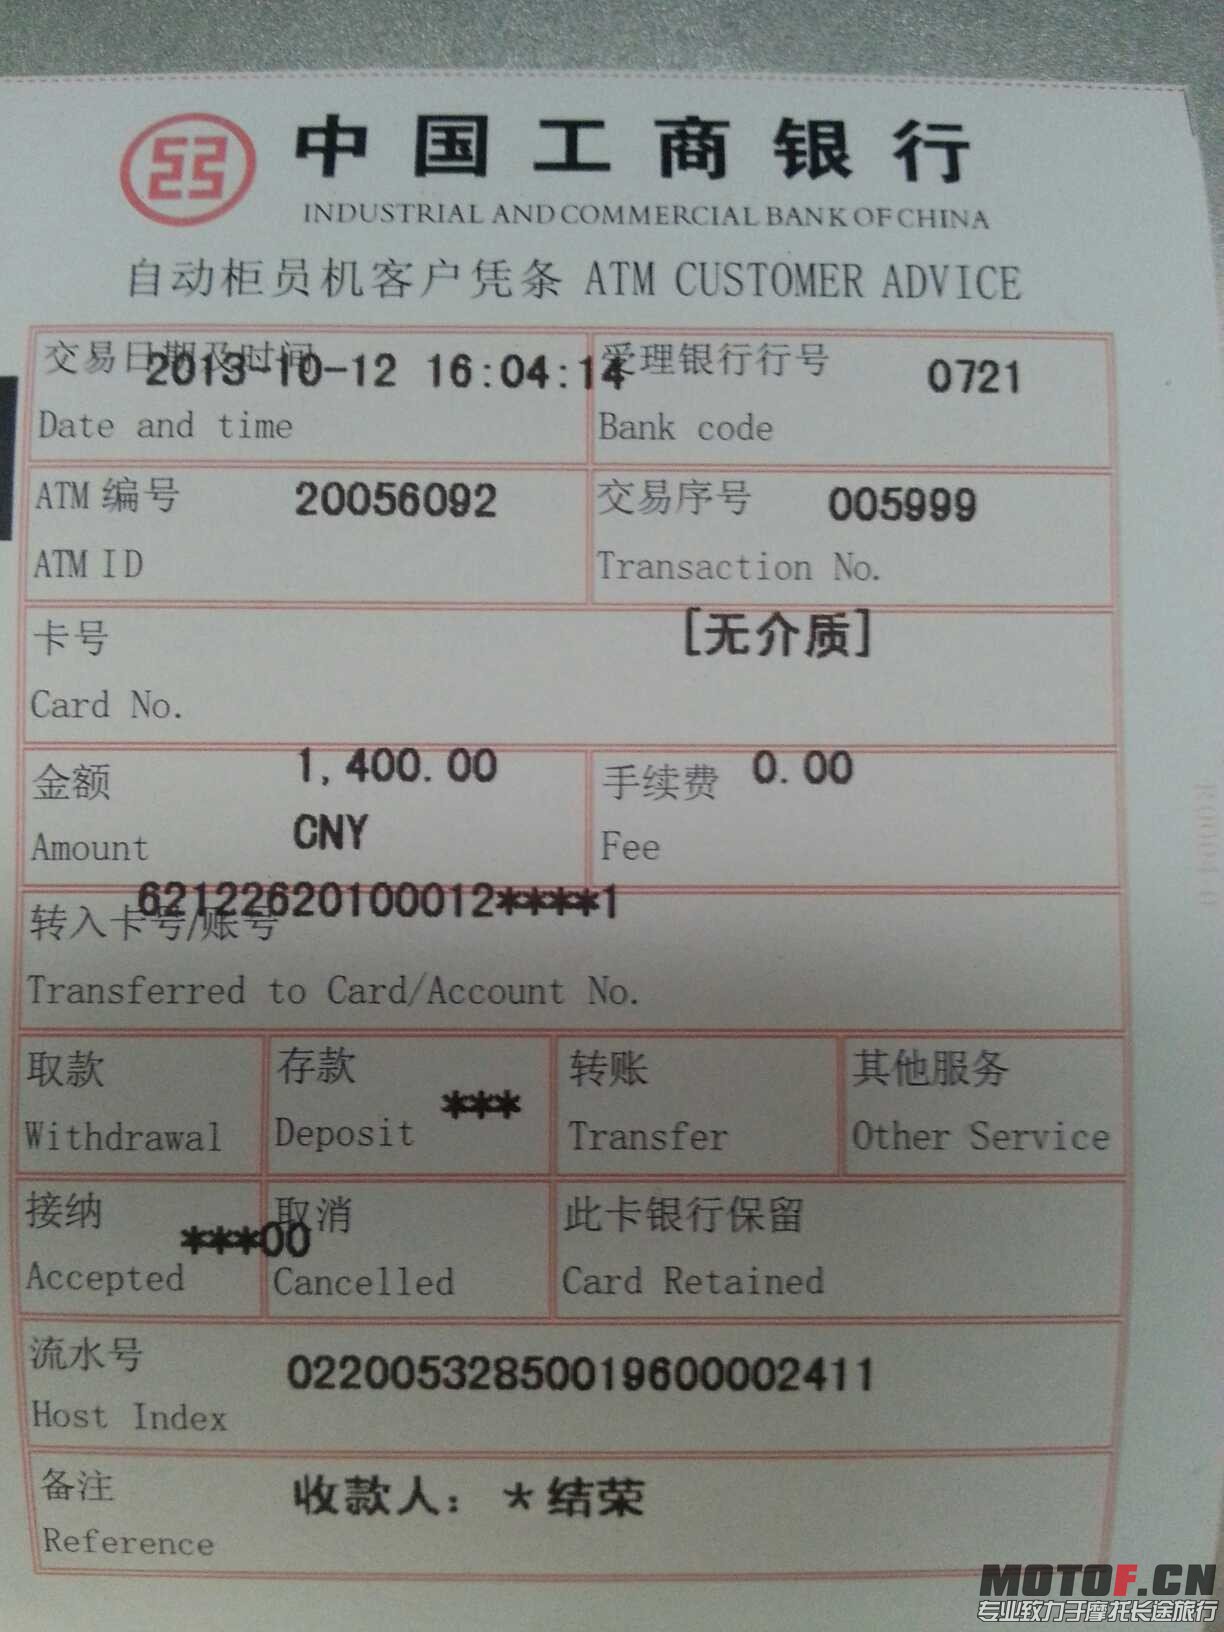 中国工商银行
INDUSTRIAL AND COMMERCIAL BANK OF CHINA
自动柜员机客户凭条 ATM CUSTOMER ADVICE
交易日期及时间 2013-10-12 16:04:14
Date and time
受理银行行号 0721
Bank code
ATM 编号 20056092
ATM ID
交易序号 005999
Transaction No.
卡号 [无介质]
Card No.
金额 1,400.00
Amount CNY
手续费 0.00
Fee
62122620100012****1
转入卡号/账号
Transferred to Card/Account No.
取款
Withdrawal
存款
Deposit ***
转账
Transfer
其他服务
Other Service
接纳
***00
Accepted
取消
Cancelled
此卡银行保留
Card Retained
流水号 0220053285001960000​2411
Host Index
备注 收款人：*结荣
Reference
MOTOF.CN
专业致力于摩托长途旅行